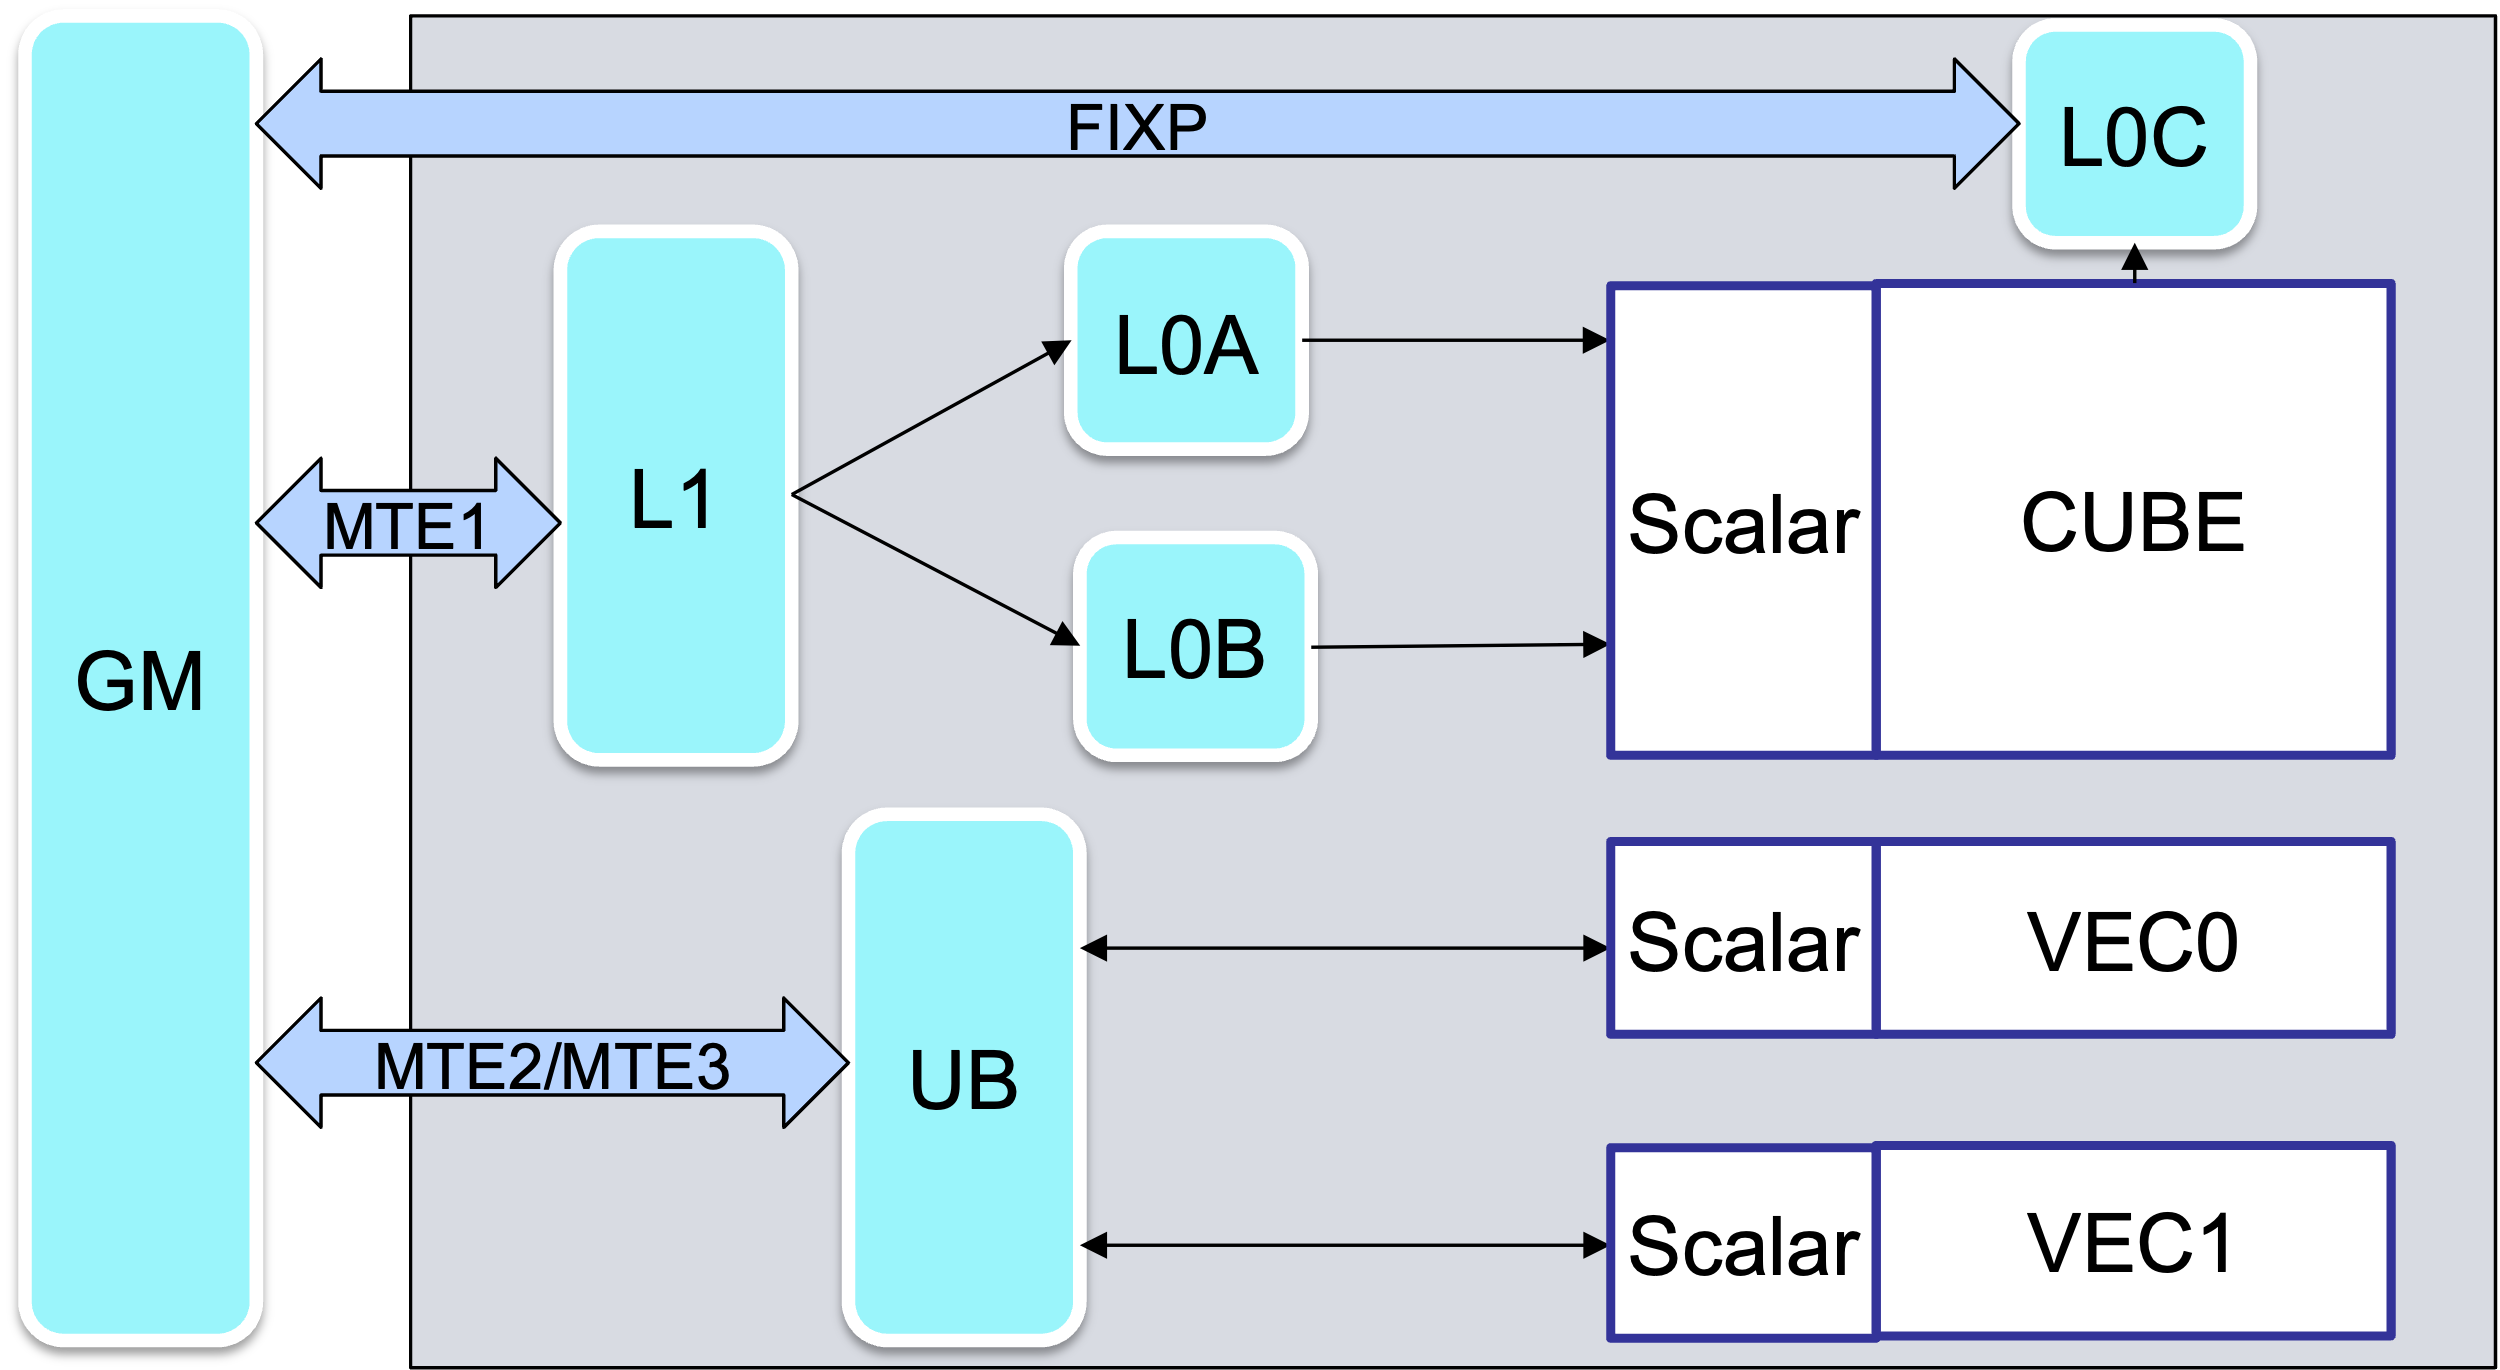 FIXP
L0C
L0A
L1
MTE1
Scalar
CUBE
L0B
GM
Scalar
VEC0
MTE2/MTE3
UB
Scalar
VEC1